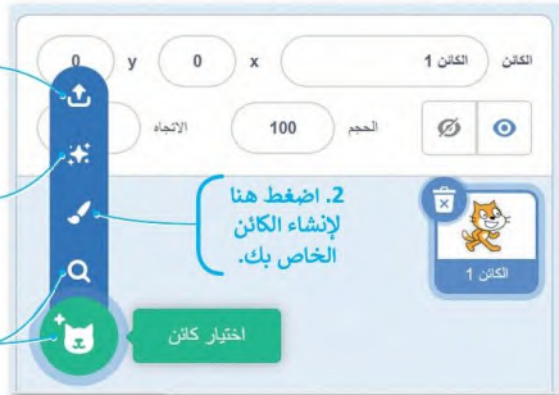 الكائن الكائن 1 x 0 y 0
الحجم 100 الاتجاه
2. اضغط هنا
لإنشاء الكائن
الخاص بك.
الكائن 1
اختيار كائن